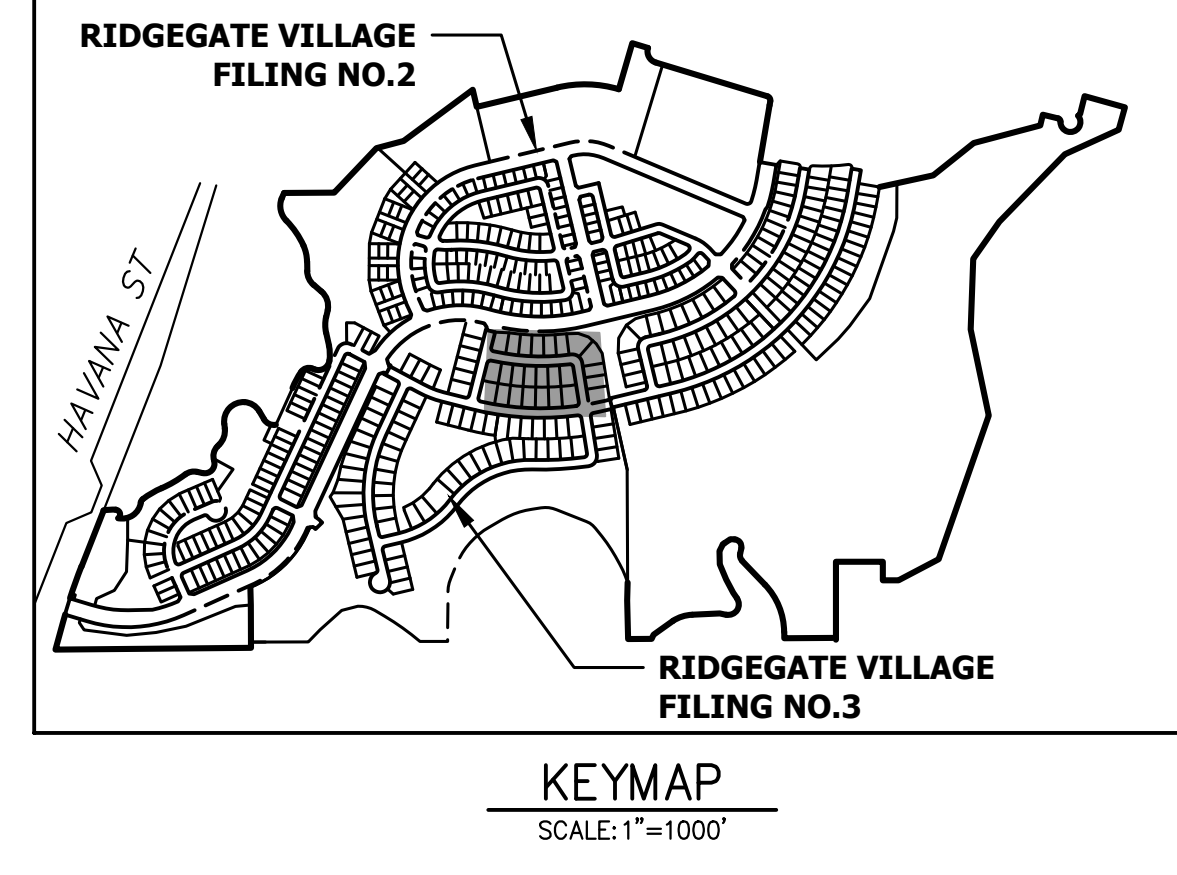 RIDGEGATE VILLAGE
FILING NO.2
HAVANA ST
RIDGEGATE VILLAGE
FILING NO.3
KEYMAP
SCALE: 1"=1000'